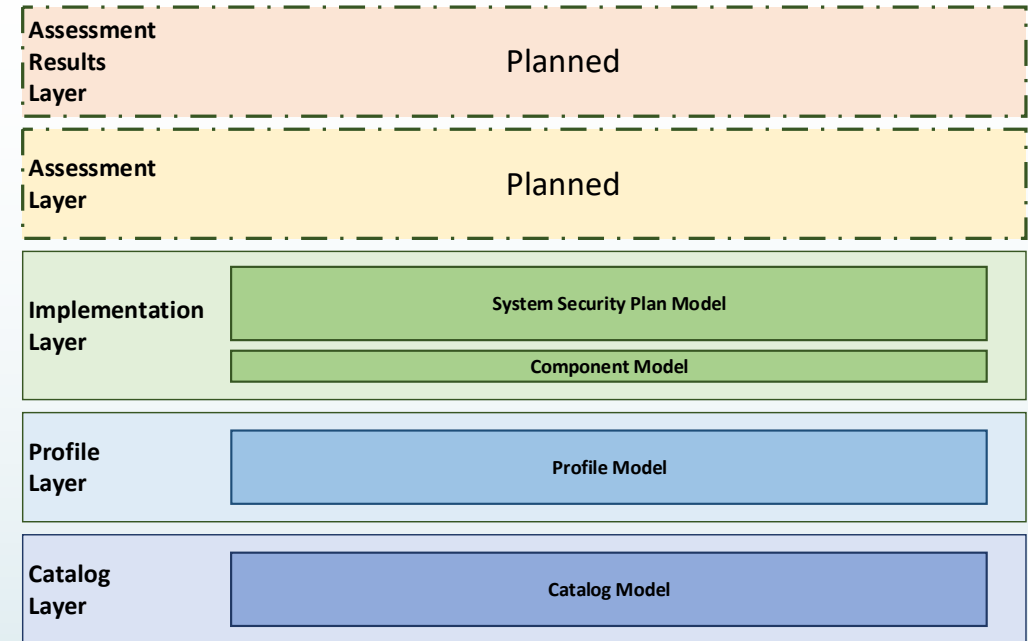 Assessment
Results
Layer
Planned
Assessment
Layer
Planned
Implementation
Layer
System Security Plan Model
Component Model
Profile
Layer
Profile Model
Catalog
Layer
Catalog Model